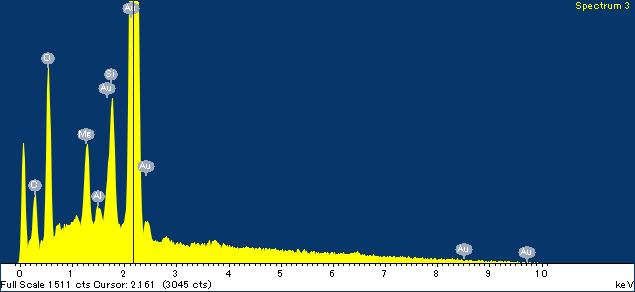 Spectrum 3
Au
O
Si
Au
Mg
Au
C
Al
Au
Au
0 1 2 3 4 5 6 7 8 9 10
Full Scale 1511 cts Cursor: 2.161 (3045 cts) keV